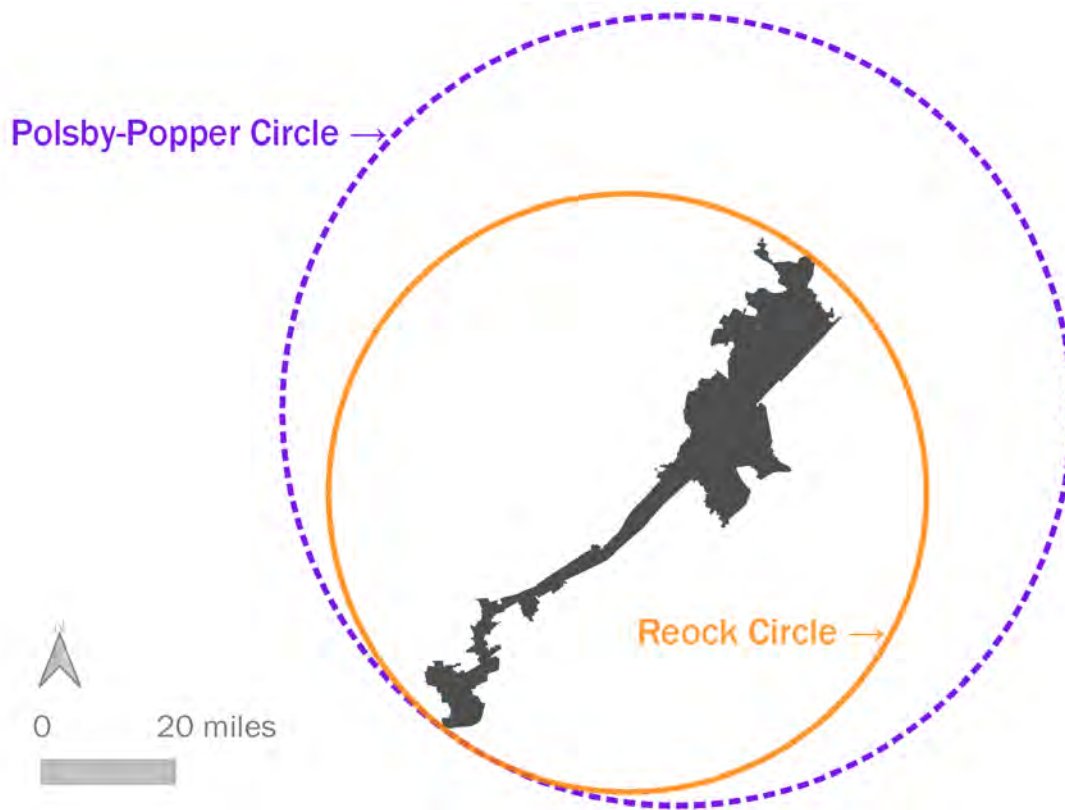 Polsby-Popper Circle →
Reock Circle →
N
0 20 miles